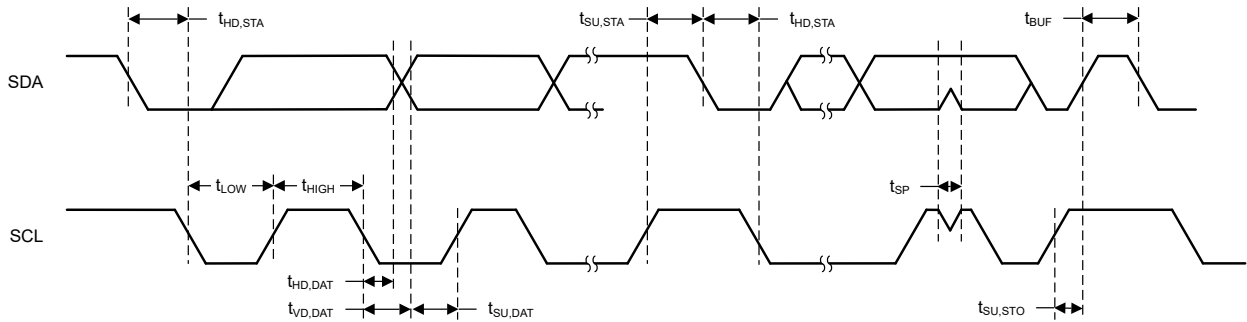 tHD,STA
tSU,STA
tHD,STA
tBUF
SDA
tLOW
tHIGH
tSP
SCL
tHD,DAT
tVD,DAT
tSU,DAT
tSU,STO